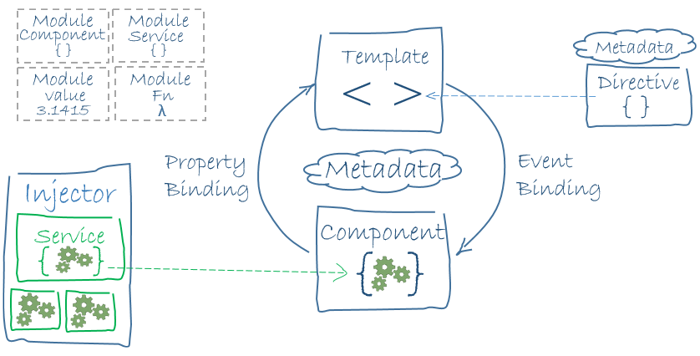 Module
Component
{ }
Module
Service
{ }
Module
value
3.1415
Module
Fn
λ
Template
< >
Metadata
Directive
{ }
Property
Binding
Metadata
Event
Binding
Injector
Service
{ }
Component
{ }